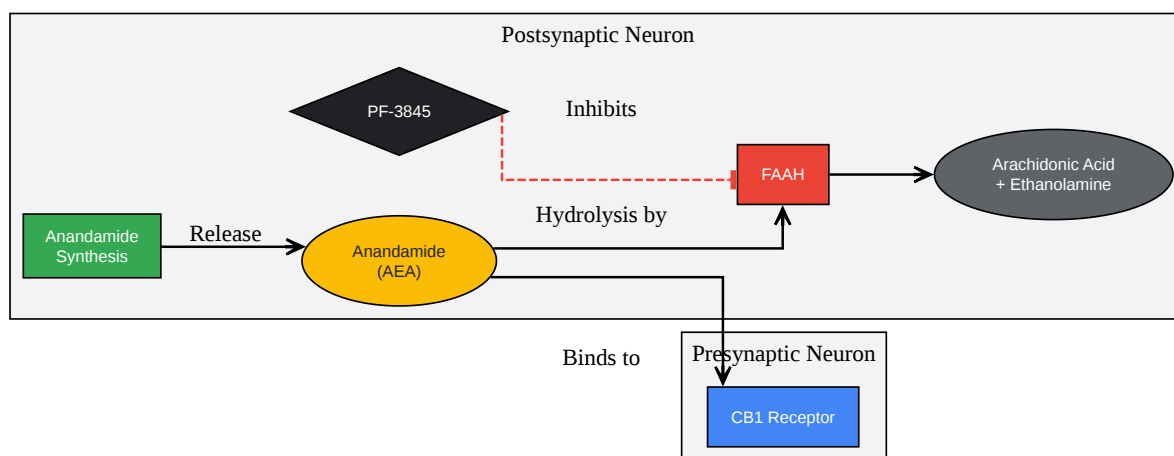 Postsynaptic Neuron
PF-3845
Inhibits
FAAH
Arachidonic Acid
+ Ethanolamine
Hydrolysis by
Anandamide
Synthesis
Release
Anandamide
(AEA)
Binds to
Presynaptic Neuron
CB1 Receptor